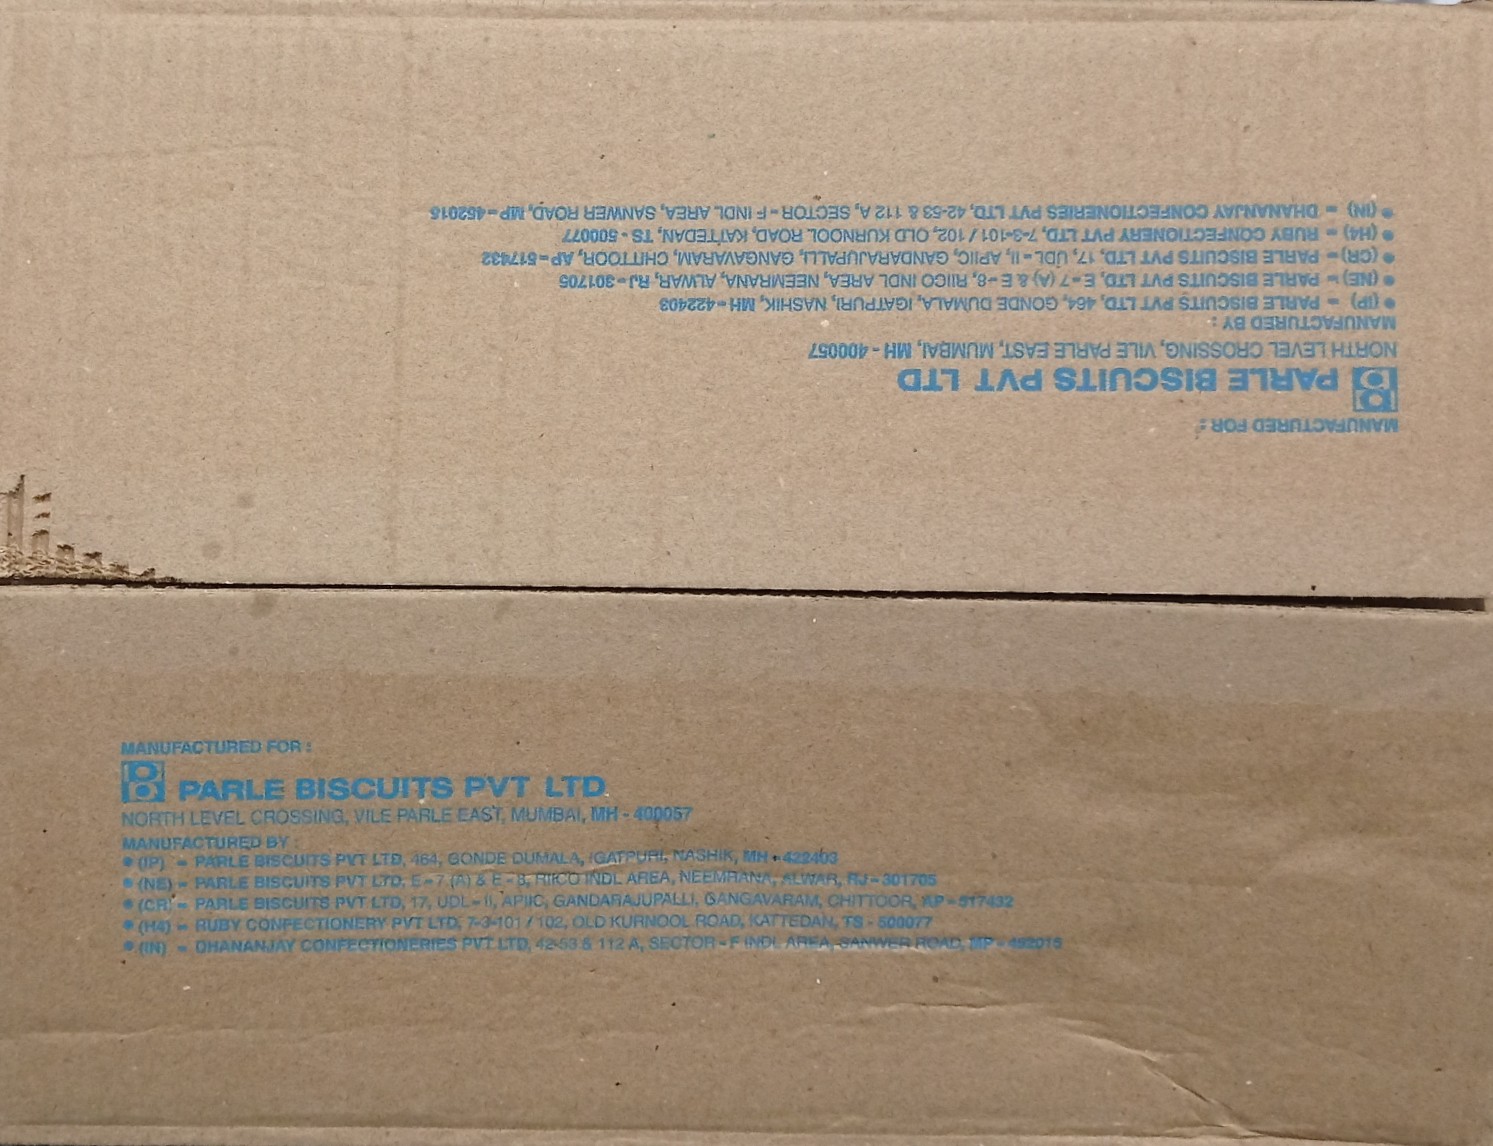 MANUFACTURED FOR :
PARLE BISCUITS PVT LTD
NORTH LEVEL CROSSING, VILE PARLE EAST, MUMBAI, MH - 400057
MANUFACTURED BY :
• (IP) = PARLE BISCUITS PVT LTD, 464, GONDE DUMALA, IGATPURI, NASHIK, MH - 422403
• (NE) = PARLE BISCUITS PVT LTD, E - 7 (A) & E - 8, RIICO INDL AREA, NEEMRANA, ALWAR, RJ - 301705
• (CR) = PARLE BISCUITS PVT LTD, 17, UDL - II, APIIC, GANDARAJUPALLI, GANGAVARAM, CHITTOOR, AP - 517432
• (H4) = RUBY CONFECTIONERY PVT LTD, 7-3-101 / 102, OLD KURNOOL ROAD, KATTEDAN, TS - 500077
• (IN) = DHANANJAY CONFECTIONERIES PVT LTD, 42-53 & 112 A, SECTOR - F INDL AREA, SANWER ROAD, MP - 452015
MANUFACTURED FOR :
PARLE BISCUITS PVT LTD
NORTH LEVEL CROSSING, VILE PARLE EAST, MUMBAI, MH - 400057
MANUFACTURED BY :
• (IP) = PARLE BISCUITS PVT LTD, 464, GONDE DUMALA, IGATPURI, NASHIK, MH - 422403
• (NE) = PARLE BISCUITS PVT LTD, E - 7 (A) & E - 8, RIICO INDL AREA, NEEMRANA, ALWAR, RJ - 301705
• (CR) = PARLE BISCUITS PVT LTD, 17, UDL - II, APIIC, GANDARAJUPALLI, GANGAVARAM, CHITTOOR, AP - 517432
• (H4) = RUBY CONFECTIONERY PVT LTD, 7-3-101 / 102, OLD KURNOOL ROAD, KATTEDAN, TS - 500077
• (IN) = DHANANJAY CONFECTIONERIES PVT LTD, 42-53 & 112 A, SECTOR - F INDL AREA, SANWER ROAD, MP - 452015